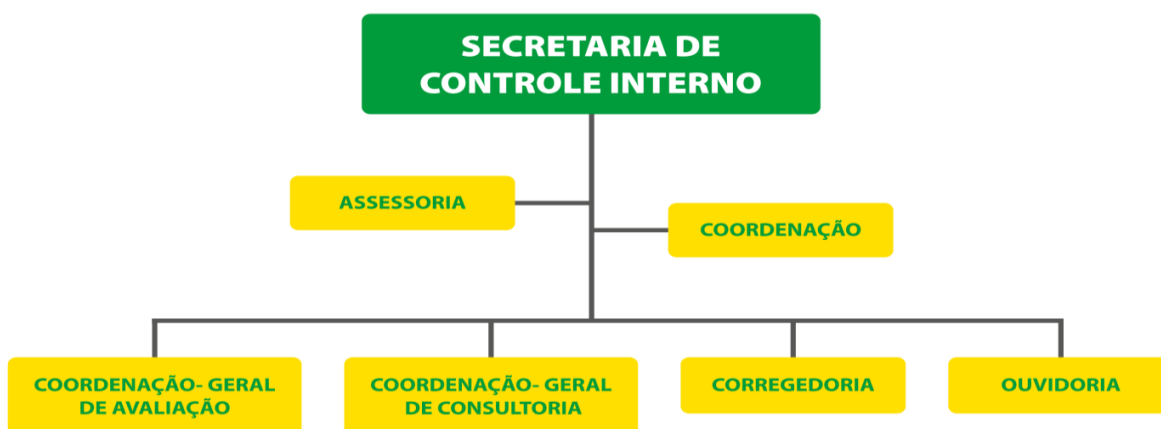 SECRETARIA DE
CONTROLE INTERNO
ASSESSORIA
COORDENAÇÃO
COORDENAÇÃO- GERAL
DE AVALIAÇÃO
COORDENAÇÃO- GERAL
DE CONSULTORIA
CORREGEDORIA
OUVIDORIA